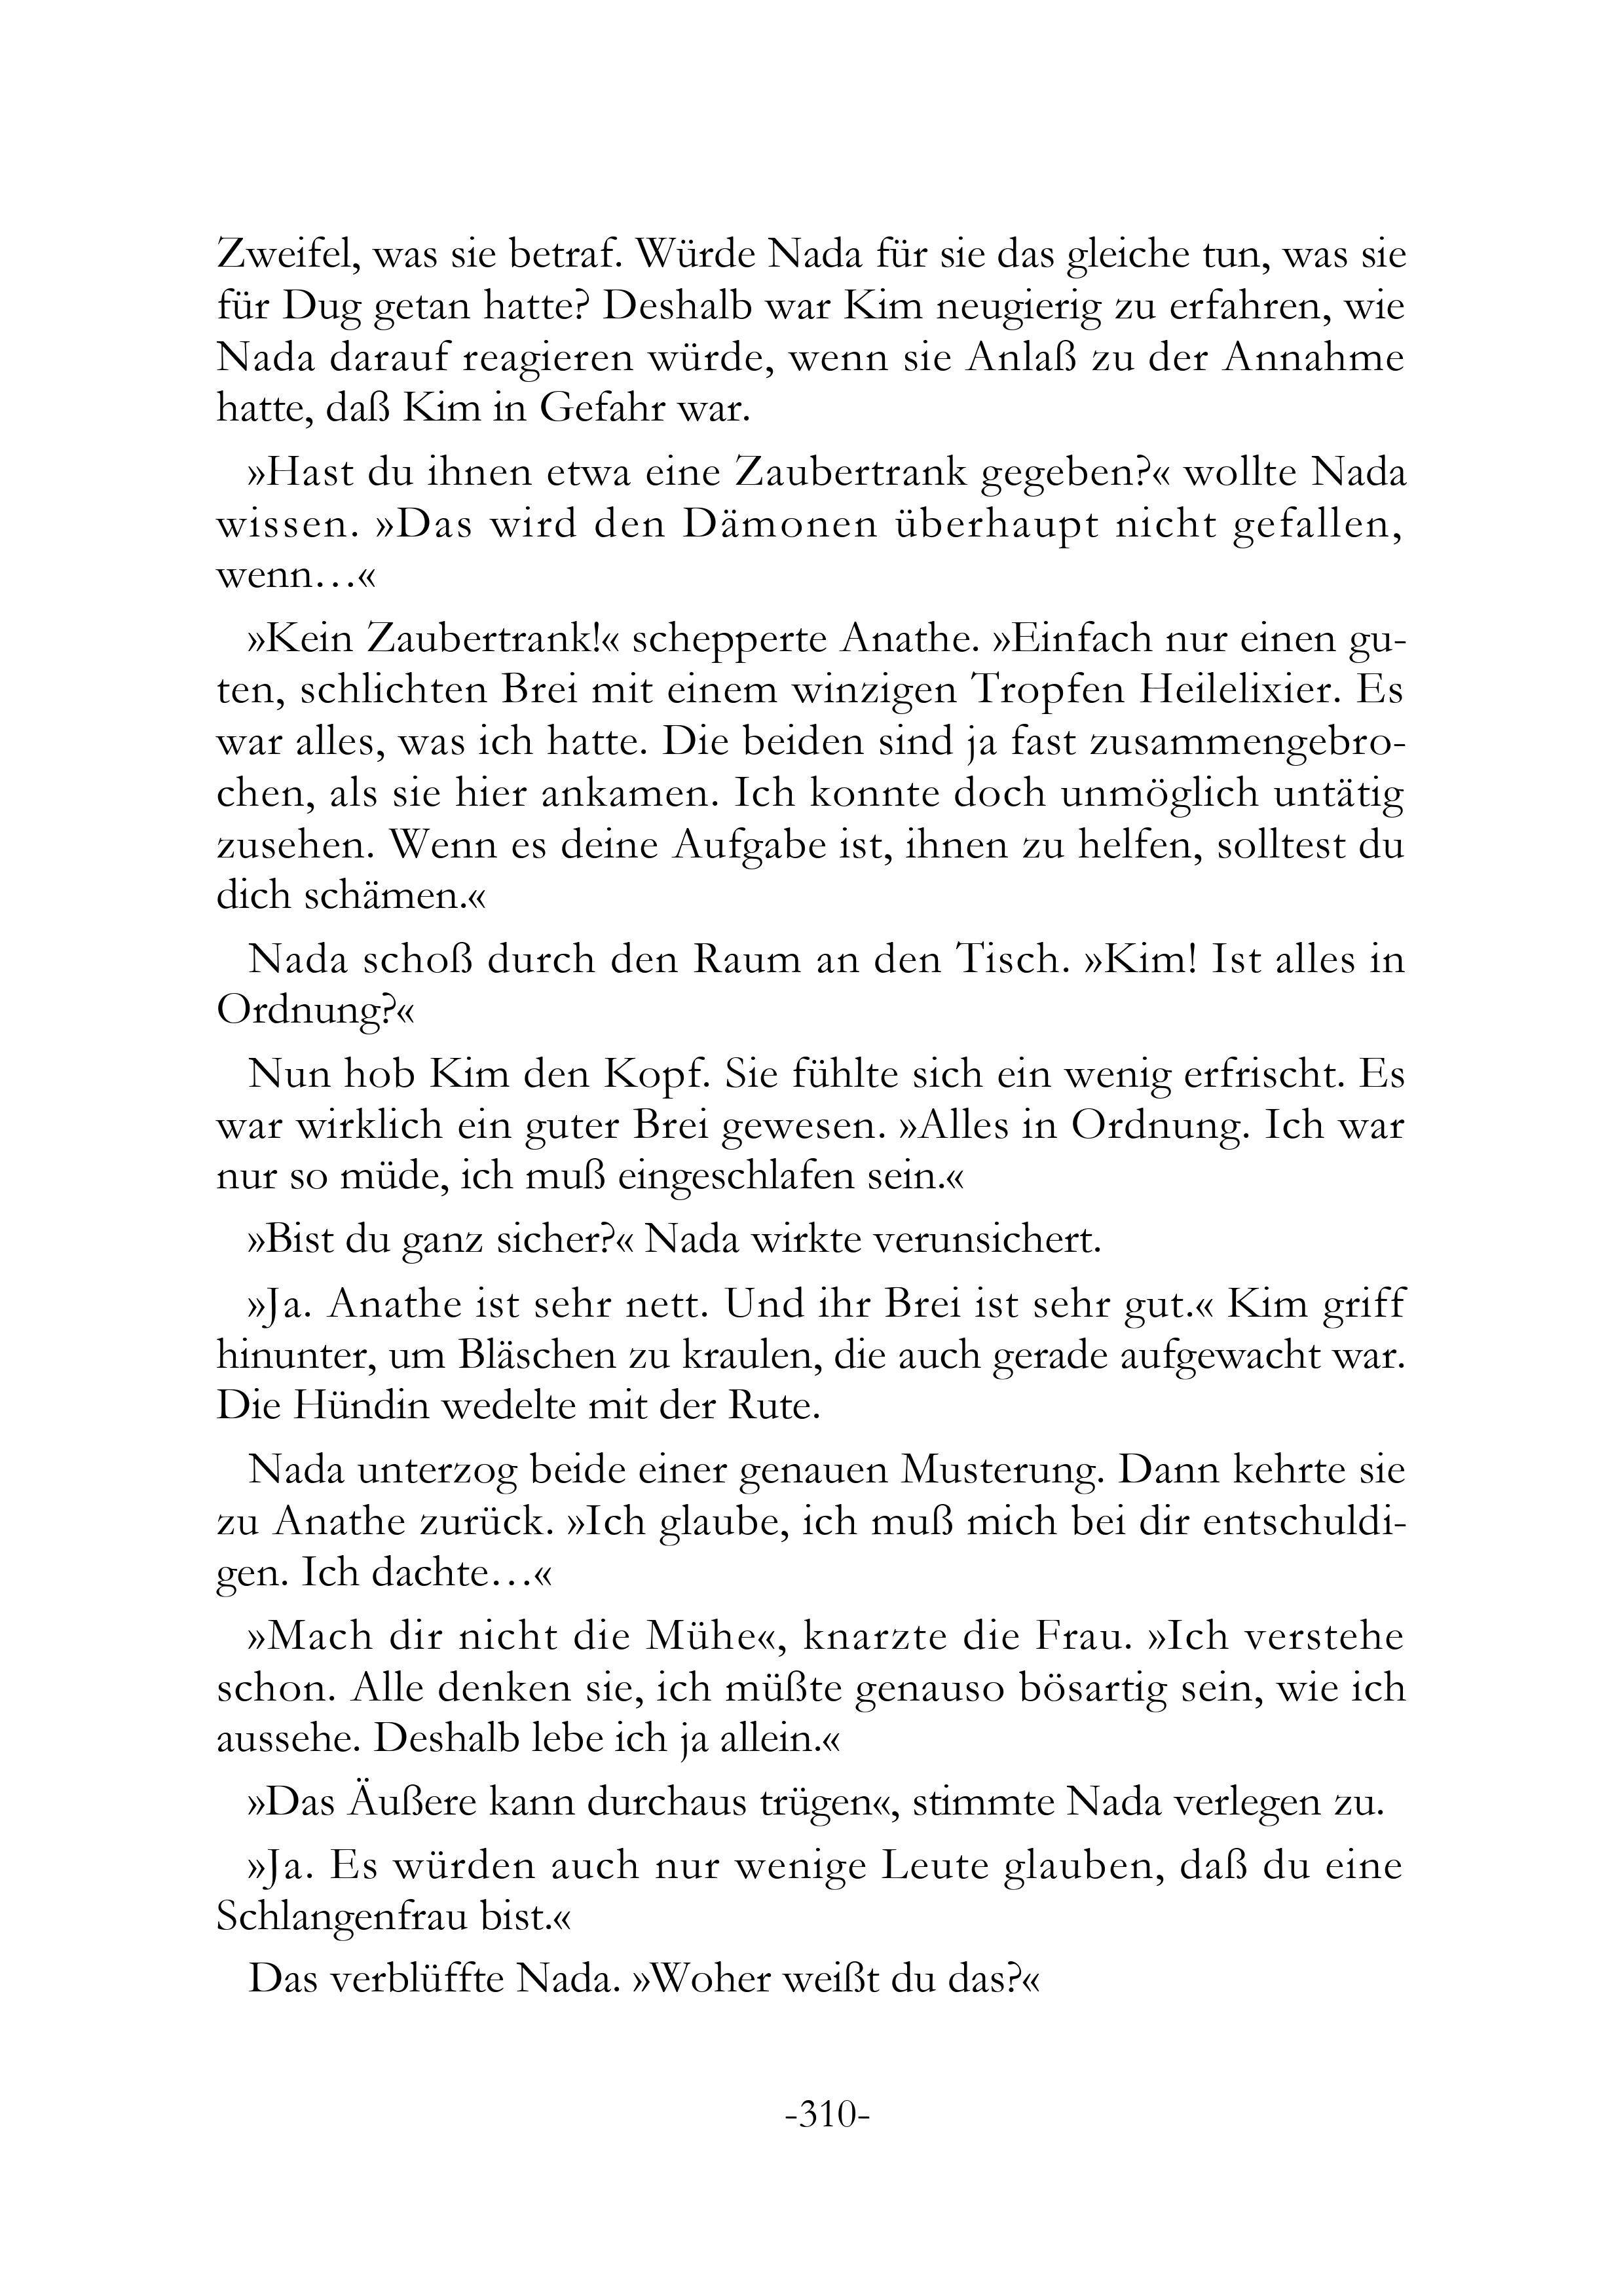 Zweifel, was sie betraf. Würde Nada für sie das gleiche tun, was sie
für Dug getan hatte? Deshalb war Kim neugierig zu erfahren, wie
Nada darauf reagieren würde, wenn sie Anlaß zu der Annahme
hatte, daß Kim in Gefahr war.
»Hast du ihnen etwa eine Zaubertrank gegeben?« wollte Nada
wissen. »Das wird den Dämonen überhaupt nicht gefallen,
wenn…«
»Kein Zaubertrank!« schepperte Anathe. »Einfach nur einen gu-
ten, schlichten Brei mit einem winzigen Tropfen Heilelixier. Es
war alles, was ich hatte. Die beiden sind ja fast zusammengebro-
chen, als sie hier ankamen. Ich konnte doch unmöglich untätig
zusehen. Wenn es deine Aufgabe ist, ihnen zu helfen, solltest du
dich schämen.«
Nada schoß durch den Raum an den Tisch. »Kim! Ist alles in
Ordnung?«
Nun hob Kim den Kopf. Sie fühlte sich ein wenig erfrischt. Es
war wirklich ein guter Brei gewesen. »Alles in Ordnung. Ich war
nur so müde, ich muß eingeschlafen sein.«
»Bist du ganz sicher?« Nada wirkte verunsichert.
»Ja. Anathe ist sehr nett. Und ihr Brei ist sehr gut.« Kim griff
hinunter, um Bläschen zu kraulen, die auch gerade aufgewacht war.
Die Hündin wedelte mit der Rute.
Nada unterzog beide einer genauen Musterung. Dann kehrte sie
zu Anathe zurück. »Ich glaube, ich muß mich bei dir entschuldi-
gen. Ich dachte…«
»Mach dir nicht die Mühe«, knarzte die Frau. »Ich verstehe
schon. Alle denken sie, ich müßte genauso bösartig sein, wie ich
aussehe. Deshalb lebe ich ja allein.«
»Das Äußere kann durchaus trügen«, stimmte Nada verlegen zu.
»Ja. Es würden auch nur wenige Leute glauben, daß du eine
Schlangenfrau bist.«
Das verblüffte Nada. »Woher weißt du das?«
-310-